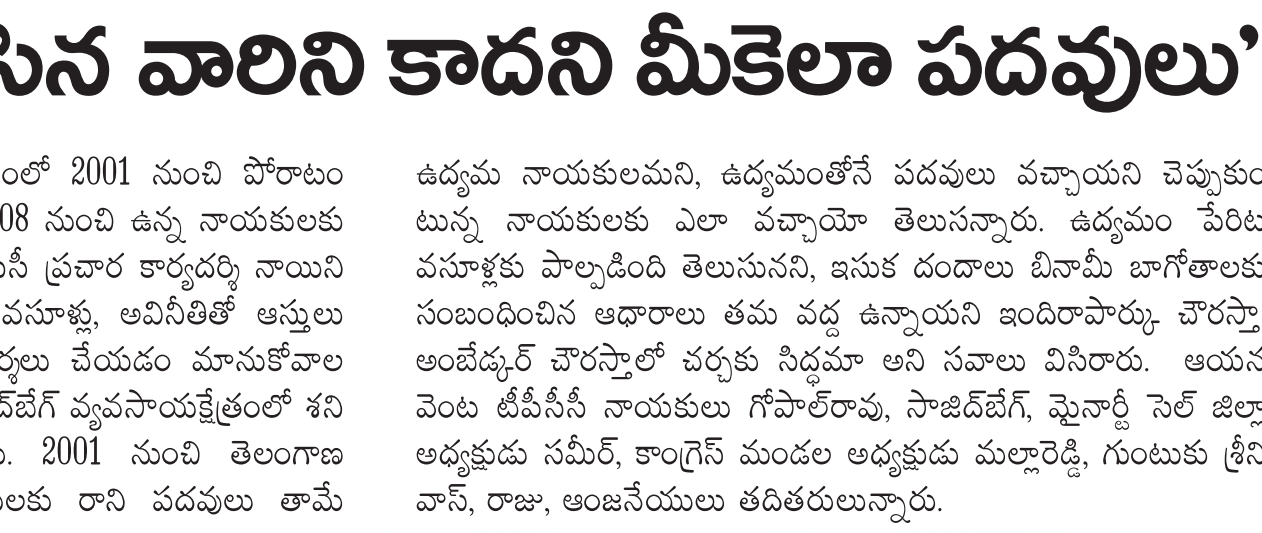 వారిని కాదని మీకెలా పదవులు’
2001 నుంచి పోరాటం
నుంచి ఉన్న నాయకులకు
ప్రచార కార్యదర్శి నాయిని
వసూళ్లు, అవినీతితో ఆస్తులు
చేయడం మానుకోవాల
వ్యవసాయక్షేత్రంలో శని
2001 నుంచి తెలంగాణ
రాని పదవులు తామే
ఉద్యమ నాయకులమని, ఉద్యమంతోనే పదవులు వచ్చాయని చెప్పుకుం
టున్న నాయకులకు ఎలా వచ్చాయో తెలుసన్నారు. ఉద్యమం పేరిట
వసూళ్లకు పాల్పడింది తెలుసునని, ఇసుక దందాలు బినామీ బాగోతాలకు
సంబంధించిన ఆధారాలు తమ వద్ద ఉన్నాయని ఇందిరాపార్కు చౌరస్తా,
అంబేడ్కర్ చౌరస్తాలో చర్చకు సిద్ధమా అని సవాలు విసిరారు. ఆయన
వెంట టీపీసీసీ నాయకులు గోపాల్‌రావు, సాజిద్‌బేగ్, మైనార్టీ సెల్ జిల్లా
అధ్యక్షుడు సమీర్, కాంగ్రెస్ మండల అధ్యక్షుడు మల్లారెడ్డి, గుంటుకు శ్రీని
వాస్, రాజు, ఆంజనేయులు తదితరులున్నారు.